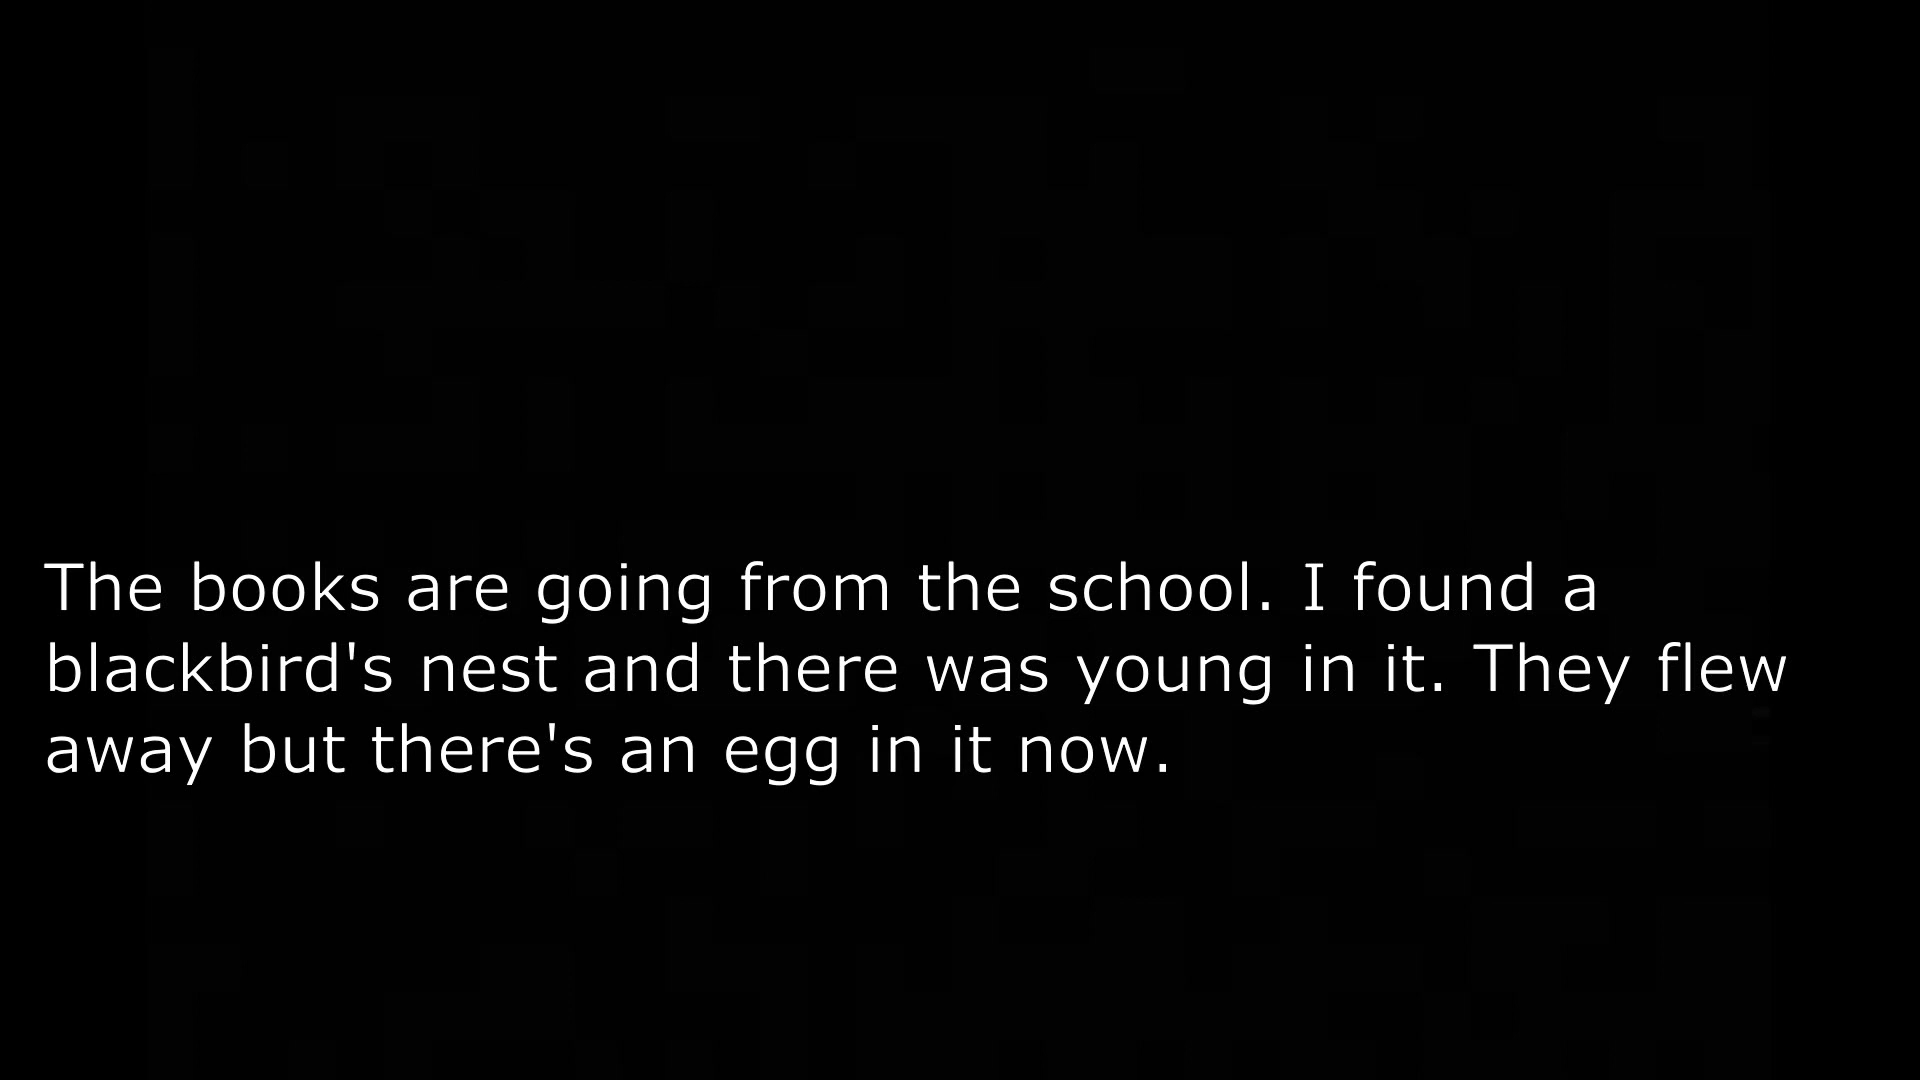 The books are going from the school. I found a
blackbird's nest and there was young in it. They flew
away but there's an egg in it now.